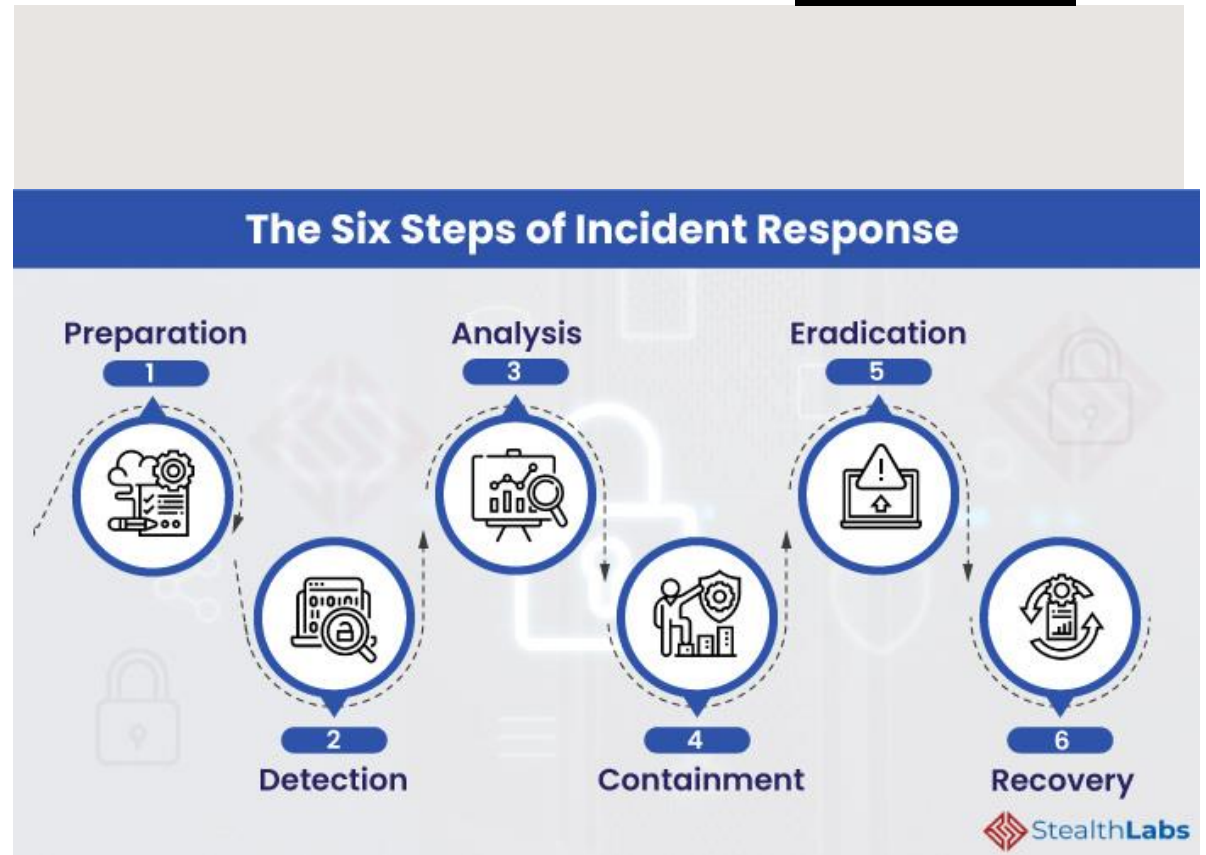 The Six Steps of Incident Response
Preparation
1
2
Detection
Analysis
3
4
Containment
Eradication
5
6
Recovery
StealthLabs